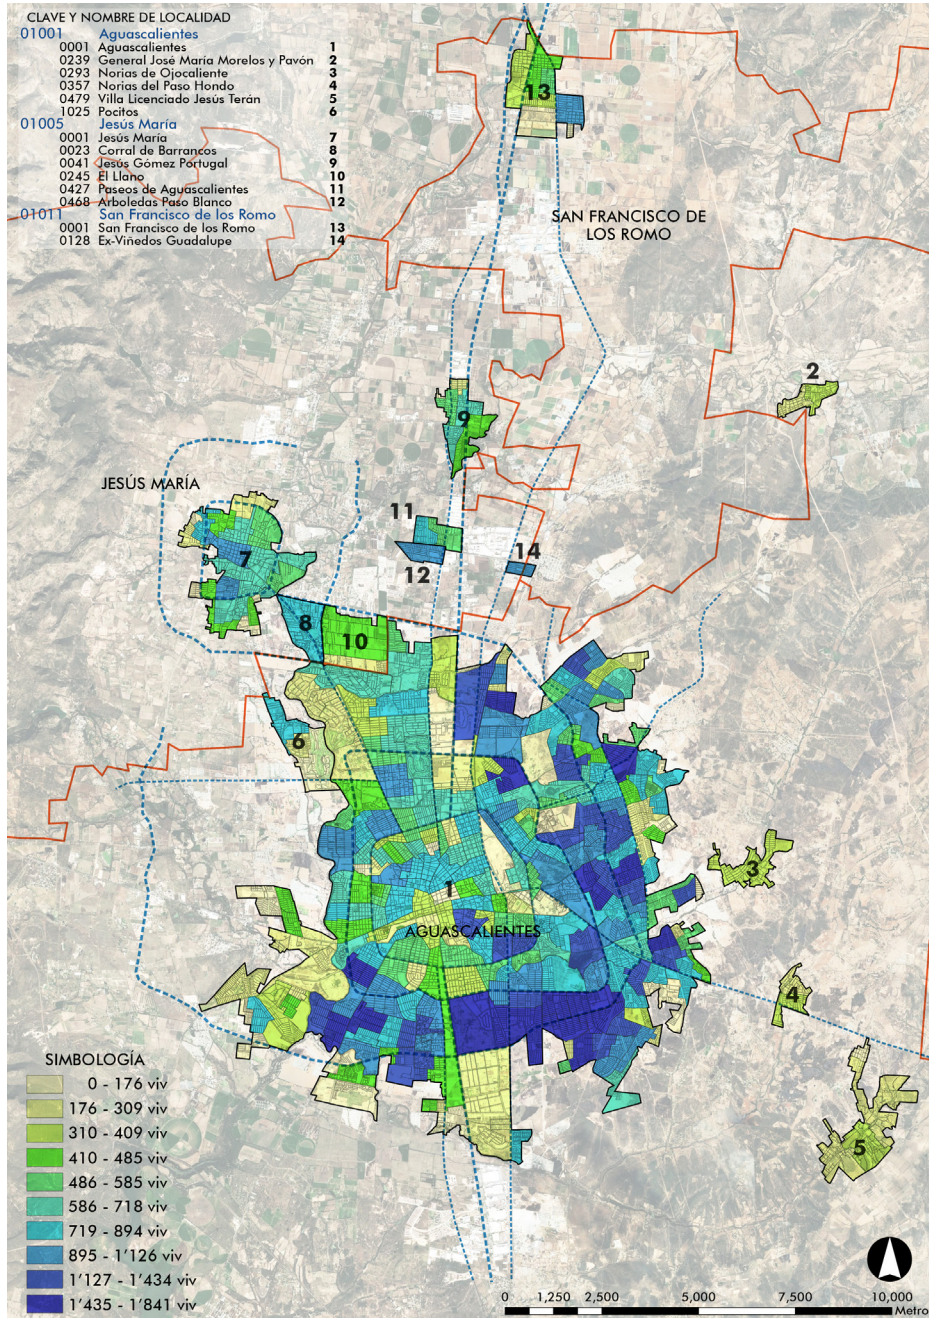 CLAVE Y NOMBRE DE LOCALIDAD
01001 Aguascalientes
0001 Aguascalientes 1
0239 General José María Morelos y Pavón 2
0293 Norias de Ojocaliente 3
0357 Norias del Paso Hondo 4
0479 Villa Licenciado Jesús Terán 5
1025 Pocitos 6
01005 Jesús María
0001 Jesús María 7
0023 Corral de Barrancos 8
0041 Jesús Gómez Portugal 9
0245 El Llano 10
0427 Paseos de Aguascalientes 11
0468 Arboledas Paso Blanco 12
01011 San Francisco de los Romo
0001 San Francisco de los Romo 13
0128 Ex-Viñedos Guadalupe 14
13
SAN FRANCISCO DE
LOS ROMO
2
9
JESÚS MARÍA
11
14
7
12
8
10
6
3
1
AGUASCALIENTES
4
5
SIMBOLOGÍA
0 - 176 viv
176 - 309 viv
310 - 409 viv
410 - 485 viv
486 - 585 viv
586 - 718 viv
719 - 894 viv
895 - 1'126 viv
1'127 - 1'434 viv
1'435 - 1'841 viv
0 1,250 2,500 5,000 7,500 10,000
Metro